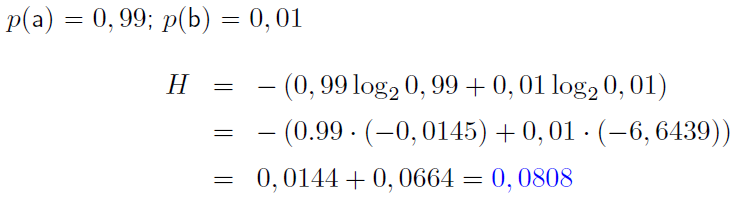 p(a) = 0, 99; p(b) = 0, 01
H = − (0, 99 log₂ 0, 99 + 0, 01 log₂ 0, 01)
= − (0.99 · (−0, 0145) + 0, 01 · (−6, 6439))
= 0, 0144 + 0, 0664 = 0, 0808